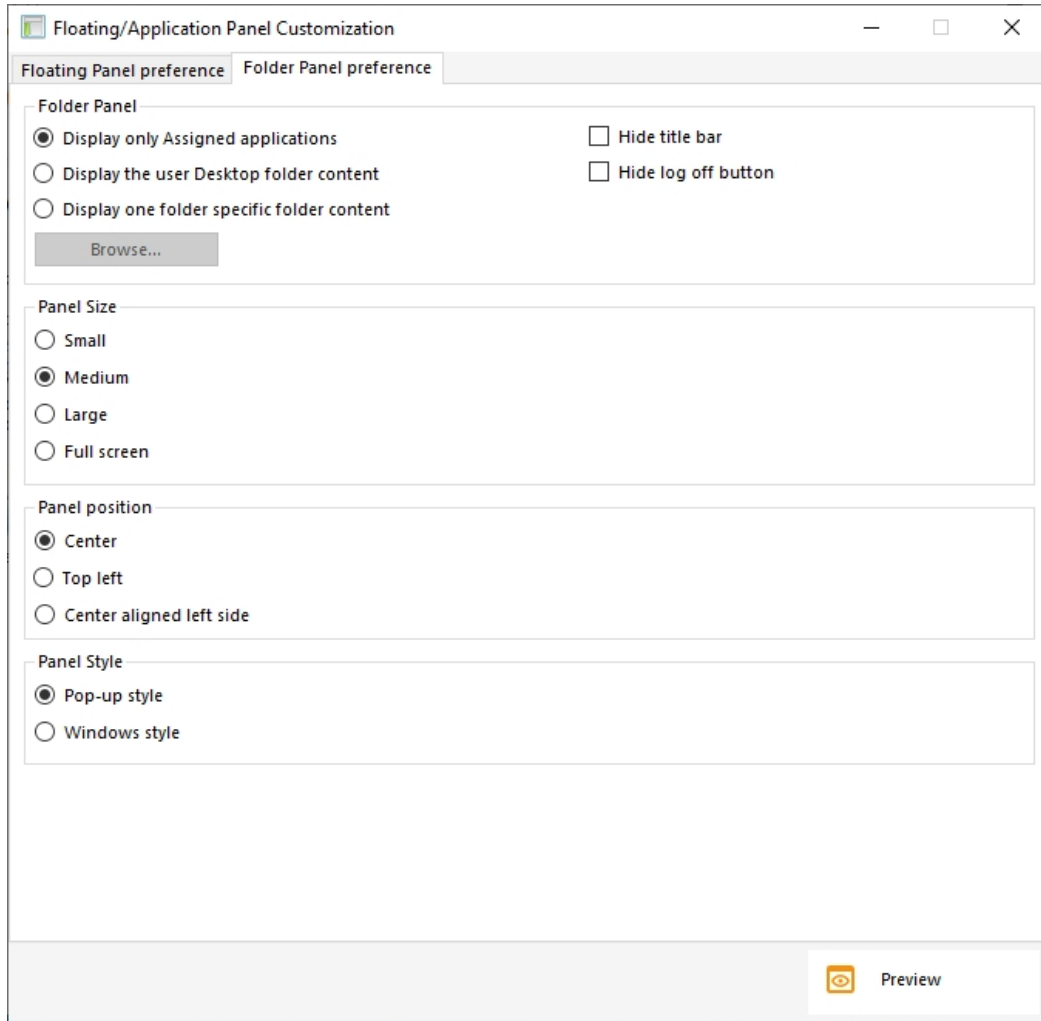 Floating/Application Panel Customization
Floating Panel preference Folder Panel preference
Folder Panel
Display only Assigned applications Hide title bar
Display the user Desktop folder content Hide log off button
Display one folder specific folder content
Browse...
Panel Size
Small
Medium
Large
Full screen
Panel position
Center
Top left
Center aligned left side
Panel Style
Pop-up style
Windows style
Preview